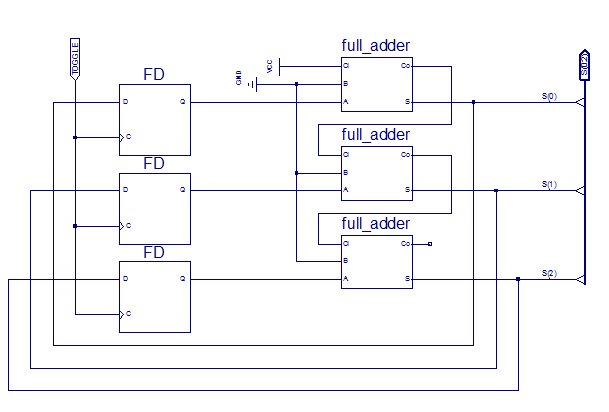 TOGGLE
FD
D
Q
C
FD
D
Q
C
FD
D
Q
C
GND
VCC
full_adder
CI
Co
B
A
S
full_adder
CI
Co
B
A
S
full_adder
CI
Co
B
A
S
S(0)
S(1)
S(2)
S(0:2)